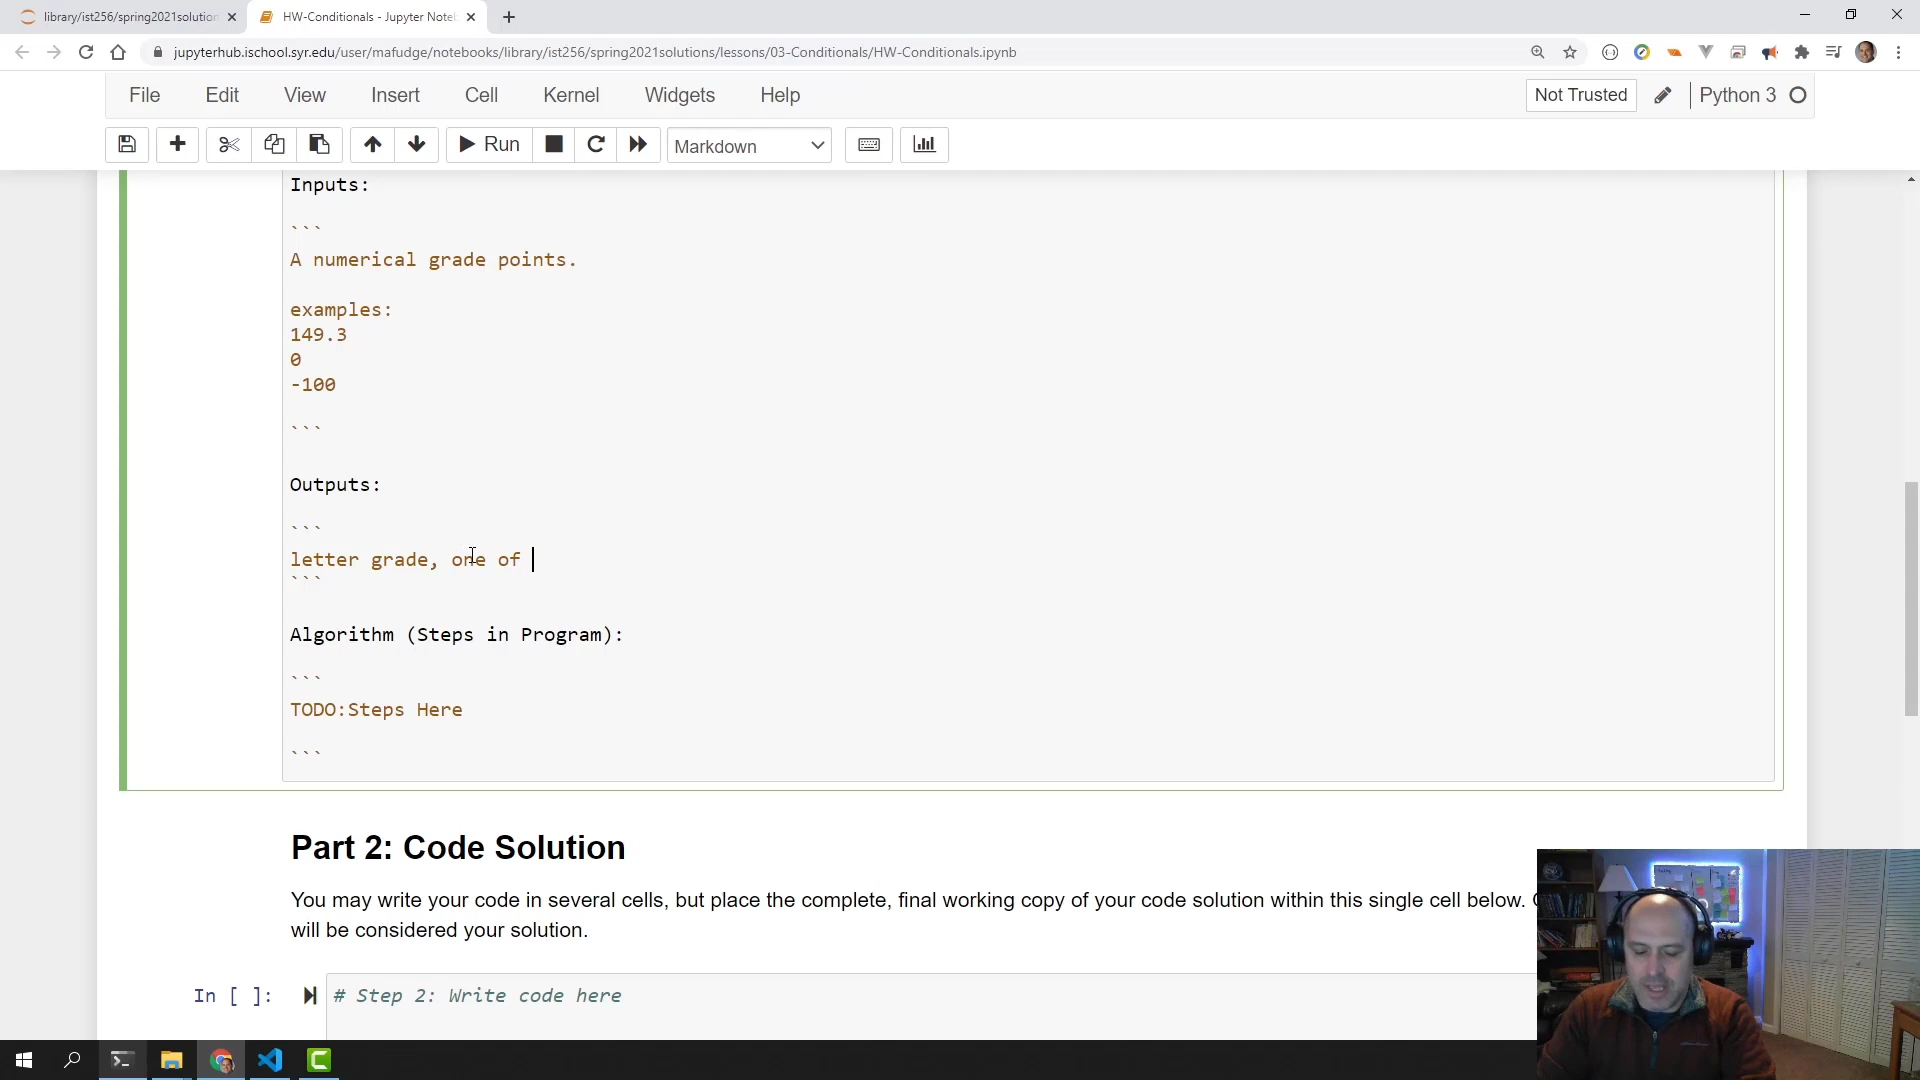 library/ist256/spring2021solution
HW-Conditionals - Jupyter Note
jupyterhub.ischool.syr.edu/user/mafudge/notebooks/library/ist256/spring2021solutions/lessons/03-Conditionals/HW-Conditionals.ipynb
File Edit View Insert Cell Kernel Widgets Help
Not Trusted
Python 3
Run
Markdown
Inputs:
```
A numerical grade points.
examples:
149.3
0
-100
```
Outputs:
```
letter grade, one of
```
Algorithm (Steps in Program):
```
TODO:Steps Here
```
Part 2: Code Solution
You may write your code in several cells, but place the complete, final working copy of your code solution within this single cell below.
will be considered your solution.
In [ ]:
# Step 2: Write code here